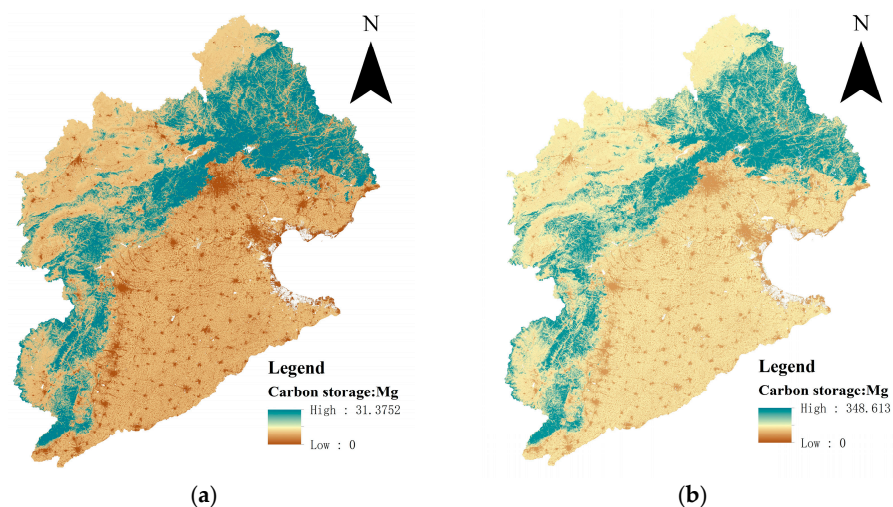 N
N
Legend
Carbon storage:Mg
High : 31.3752
Low : 0
Legend
Carbon storage:Mg
High : 348.613
Low : 0
(a)
(b)